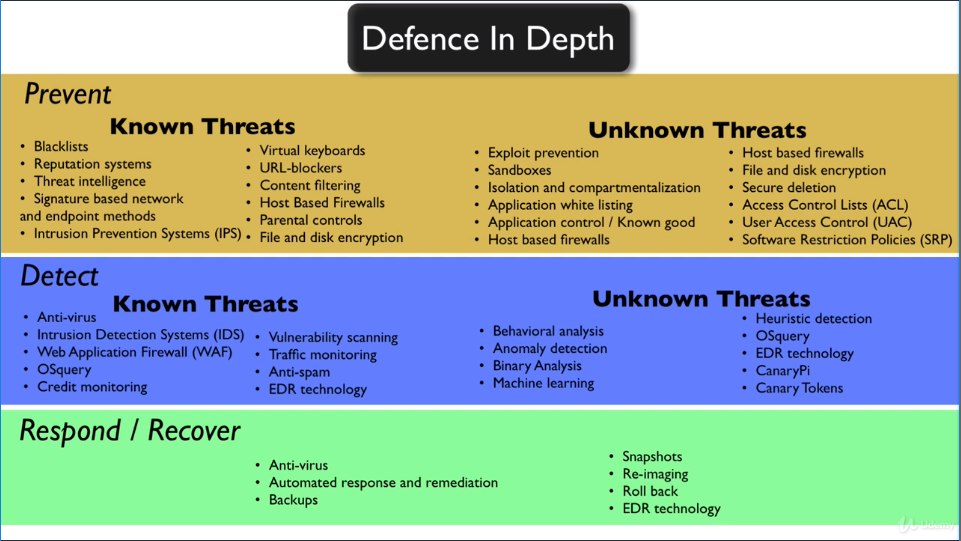 Defence In Depth
Prevent
Known Threats
• Blacklists
• Reputation systems
• Threat intelligence
• Signature based network
and endpoint methods
• Intrusion Prevention Systems (IPS)
• Virtual keyboards
• URL-blockers
• Content filtering
• Host Based Firewalls
• Parental controls
• File and disk encryption
Unknown Threats
• Exploit prevention
• Sandboxes
• Isolation and compartmentalization
• Application white listing
• Application control / Known good
• Host based firewalls
• Host based firewalls
• File and disk encryption
• Secure deletion
• Access Control Lists (ACL)
• User Access Control (UAC)
• Software Restriction Policies (SRP)
Detect
Known Threats
• Anti-virus
• Intrusion Detection Systems (IDS)
• Web Application Firewall (WAF)
• OSquery
• Credit monitoring
• Vulnerability scanning
• Traffic monitoring
• Anti-spam
• EDR technology
Unknown Threats
• Behavioral analysis
• Anomaly detection
• Binary Analysis
• Machine learning
• Heuristic detection
• OSquery
• EDR technology
• CanaryPi
• Canary Tokens
Respond / Recover
• Anti-virus
• Automated response and remediation
• Backups
• Snapshots
• Re-imaging
• Roll back
• EDR technology
Udemy